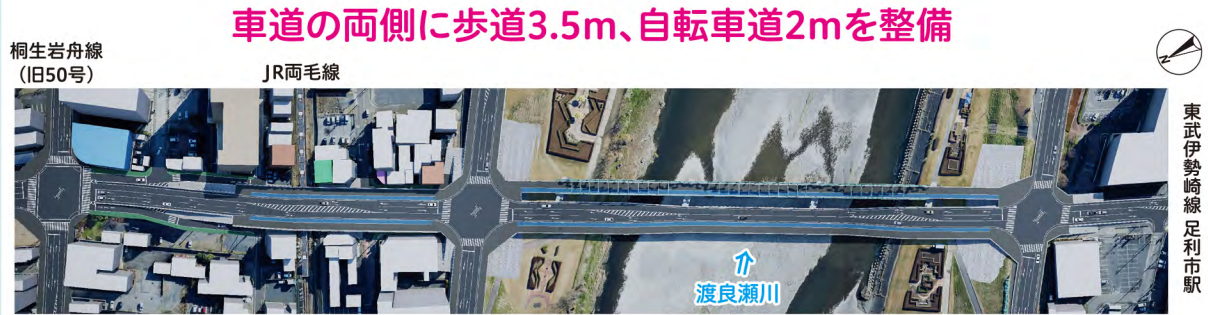 車道の両側に歩道3.5m、自転車道2mを整備
桐生岩舟線
（旧50号）
JR両毛線
N
東武伊勢崎線 足利市駅
渡良瀬川